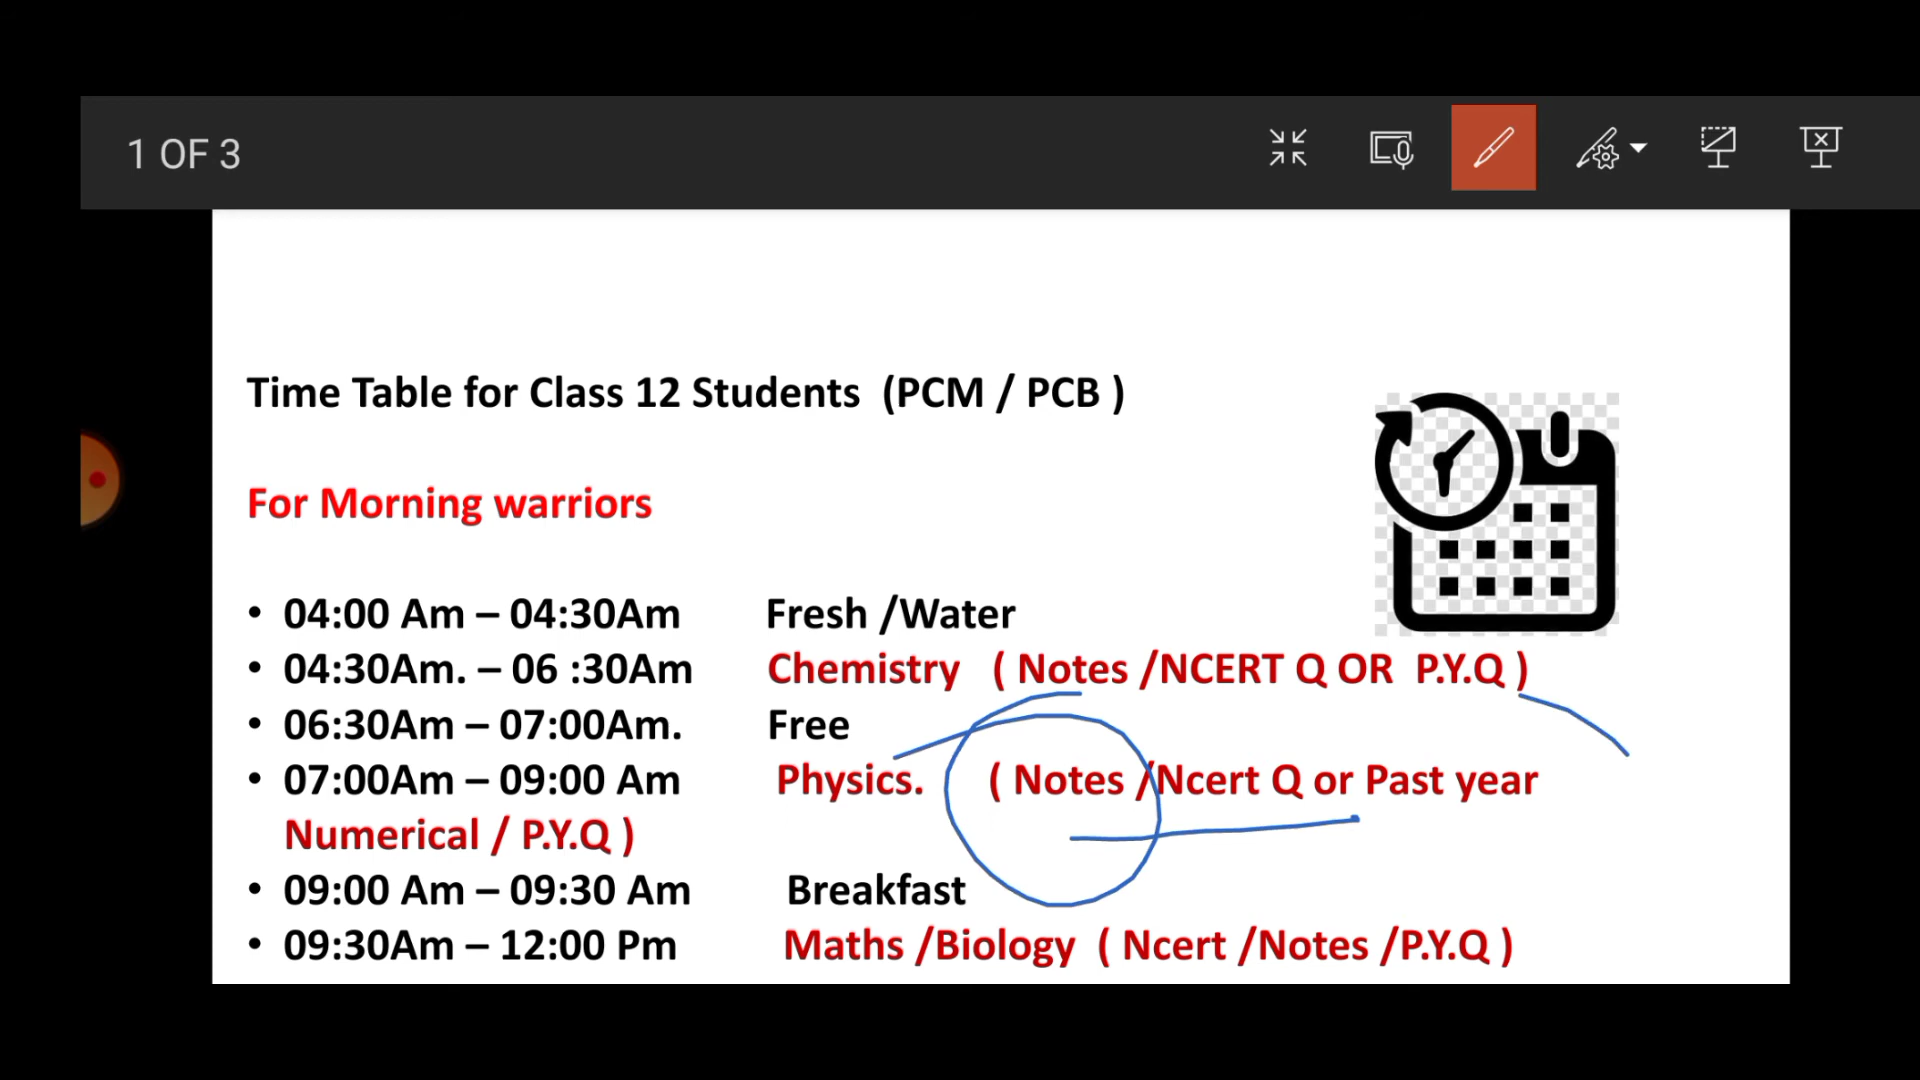 1 OF 3
Time Table for Class 12 Students (PCM / PCB )
For Morning warriors
• 04:00 Am – 04:30Am Fresh /Water
• 04:30Am. – 06 :30Am Chemistry ( Notes /NCERT Q OR P.Y.Q )
• 06:30Am – 07:00Am. Free
• 07:00Am – 09:00 Am Physics. ( Notes /Ncert Q or Past year
Numerical / P.Y.Q )
• 09:00 Am – 09:30 Am Breakfast
• 09:30Am – 12:00 Pm Maths /Biology ( Ncert /Notes /P.Y.Q )